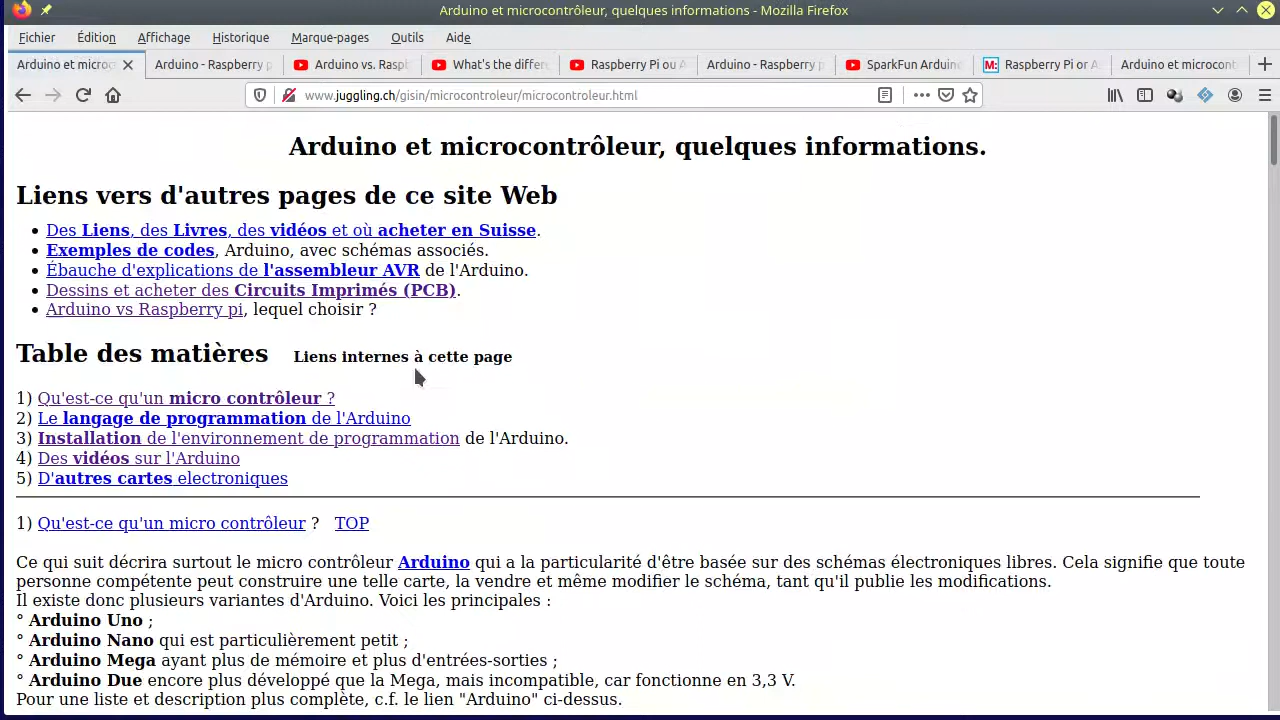 Arduino et microcontrôleur, quelques informations - Mozilla Firefox
Fichier Édition Affichage Historique Marque-pages Outils Aide
Arduino et microc Arduino - Raspberry p Arduino vs. Raspb What's the differe Raspberry Pi ou A Arduino - Raspberry p SparkFun Arduin M: Raspberry Pi or A Arduino et microcont
www.juggling.ch/gisin/microcontroleur/microcontroleur.html
Arduino et microcontrôleur, quelques informations.
Liens vers d'autres pages de ce site Web
• Des Liens, des Livres, des vidéos et où acheter en Suisse.
• Exemples de codes, Arduino, avec schémas associés.
• Ébauche d'explications de l'assembleur AVR de l'Arduino.
• Dessins et acheter des Circuits Imprimés (PCB).
• Arduino vs Raspberry pi, lequel choisir ?
Table des matières Liens internes à cette page
1) Qu'est-ce qu'un micro contrôleur ?
2) Le langage de programmation de l'Arduino
3) Installation de l'environnement de programmation de l'Arduino.
4) Des vidéos sur l'Arduino
5) D'autres cartes electroniques
1) Qu'est-ce qu'un micro contrôleur ? TOP
Ce qui suit décrira surtout le micro contrôleur Arduino qui a la particularité d'être basée sur des schémas électroniques libres. Cela signifie que toute
personne compétente peut construire une telle carte, la vendre et même modifier le schéma, tant qu'il publie les modifications.
Il existe donc plusieurs variantes d'Arduino. Voici les principales :
° Arduino Uno ;
° Arduino Nano qui est particulièrement petit ;
° Arduino Mega ayant plus de mémoire et plus d'entrées-sorties ;
° Arduino Due encore plus développé que la Mega, mais incompatible, car fonctionne en 3,3 V.
Pour une liste et description plus complète, c.f. le lien "Arduino" ci-dessus.